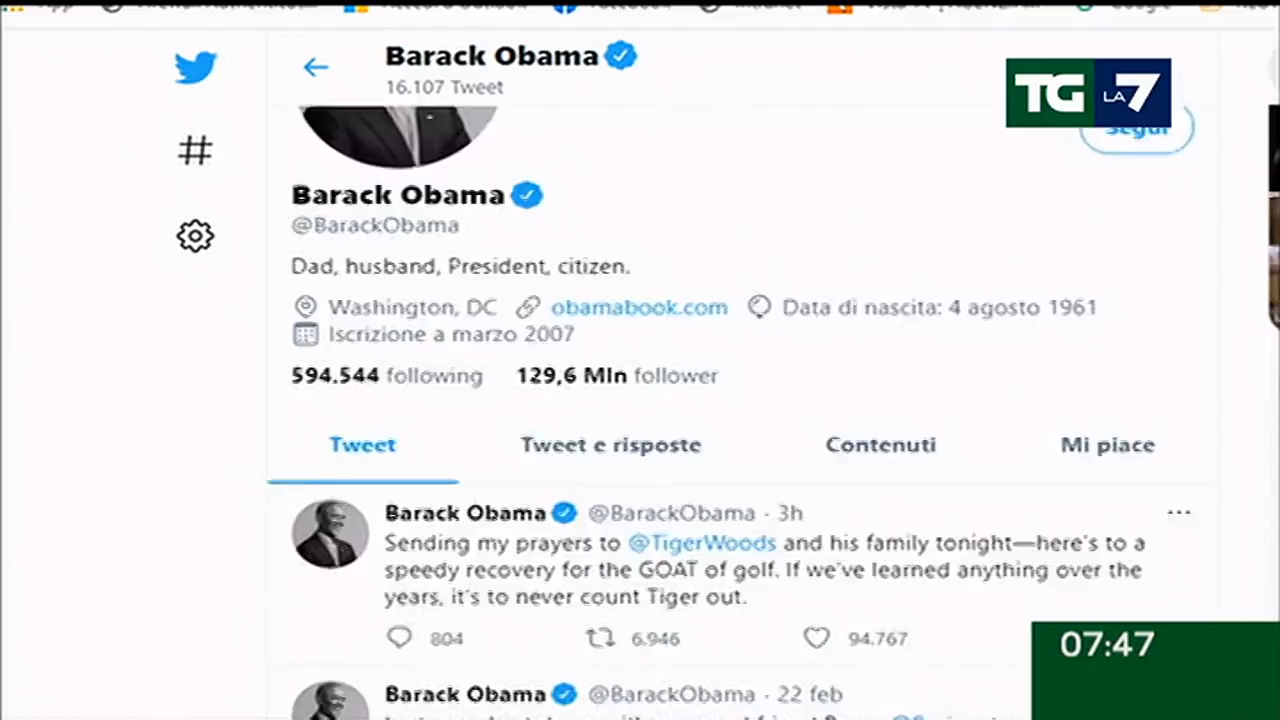 Barack Obama
16.107 Tweet
TG LA 7
Segui
Barack Obama
@BarackObama
Dad, husband, President, citizen.
Washington, DC obamabook.com Data di nascita: 4 agosto 1961
Iscrizione a marzo 2007
594.544 following 129,6 Mln follower
Tweet Tweet e risposte Contenuti Mi piace
Barack Obama @BarackObama · 3h ...
Sending my prayers to @TigerWoods and his family tonight—here's to a
speedy recovery for the GOAT of golf. If we've learned anything over the
years, it's to never count Tiger out.
804 6.946 94.767
07:47
Barack Obama @BarackObama · 22 feb